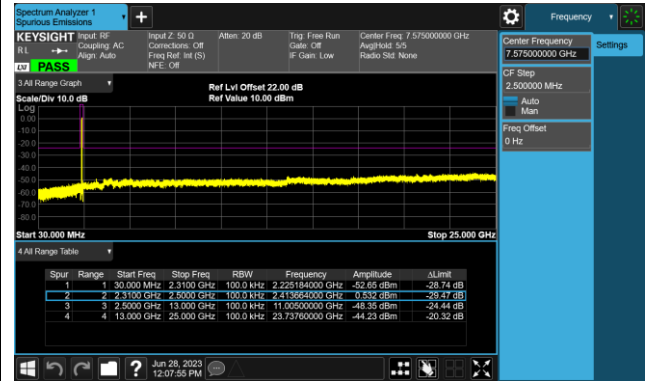 Spectrum Analyzer 1
Spurious Emissions
Frequency
KEYSIGHT Input: RF Input Z: 50 Ω Atten: 20 dB Trig: Free Run Center Freq: 7.575000000 GHz
RL Coupling: AC Corrections: Off Gate: Off Avg|Hold: 5/5
Align: Auto Freq Ref: Int (S) IF Gain: Low Radio Std: None
LXI PASS NFE: Off
Center Frequency
7.575000000 GHz
Settings
CF Step
2.500000 MHz
Auto
Man
Freq Offset
0 Hz
3 All Range Graph
Ref Lvl Offset 22.00 dB
Scale/Div 10.0 dB Ref Value 10.00 dBm
Log
0.00
-10.0
-20.0
-30.0
-40.0
-50.0
-60.0
-70.0
-80.0
Start 30.000 MHz Stop 25.000 GHz
4 All Range Table
Spur Range Start Freq Stop Freq RBW Frequency Amplitude ΔLimit
1 1 30.000 MHz 2.3100 GHz 100.0 kHz 2.225184000 GHz -52.65 dBm -28.74 dB
2 2 2.3100 GHz 2.5000 GHz 100.0 kHz 2.413664000 GHz 0.532 dBm -29.47 dB
3 3 2.5000 GHz 13.000 GHz 100.0 kHz 11.00500000 GHz -48.35 dBm -24.44 dB
4 4 13.000 GHz 25.000 GHz 100.0 kHz 23.73760000 GHz -44.23 dBm -20.32 dB
? Jun 28, 2023
12:07:55 PM